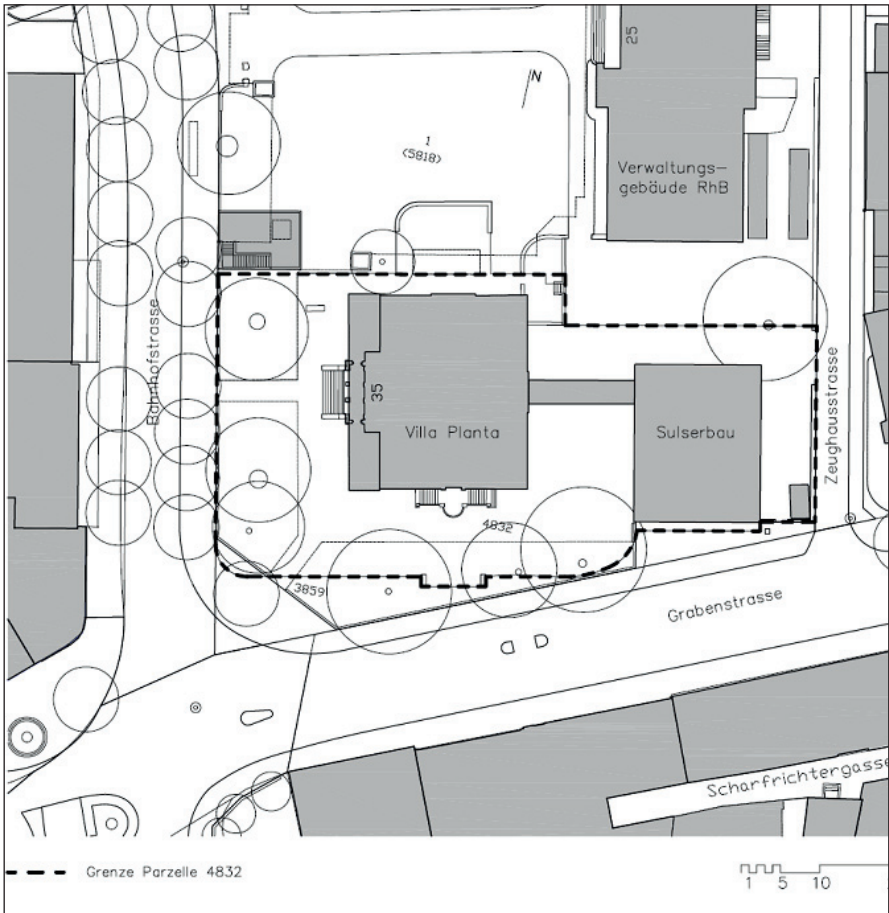 25
N
1
<5818>
Verwaltungs-
gebäude RhB
Bahnhofstrasse
35
Villa Planta
Sulserbau
Zeughausstrasse
4832
3859
Grabenstrasse
Scharfrichtergasse
Grenze Parzelle 4832
1 5 10